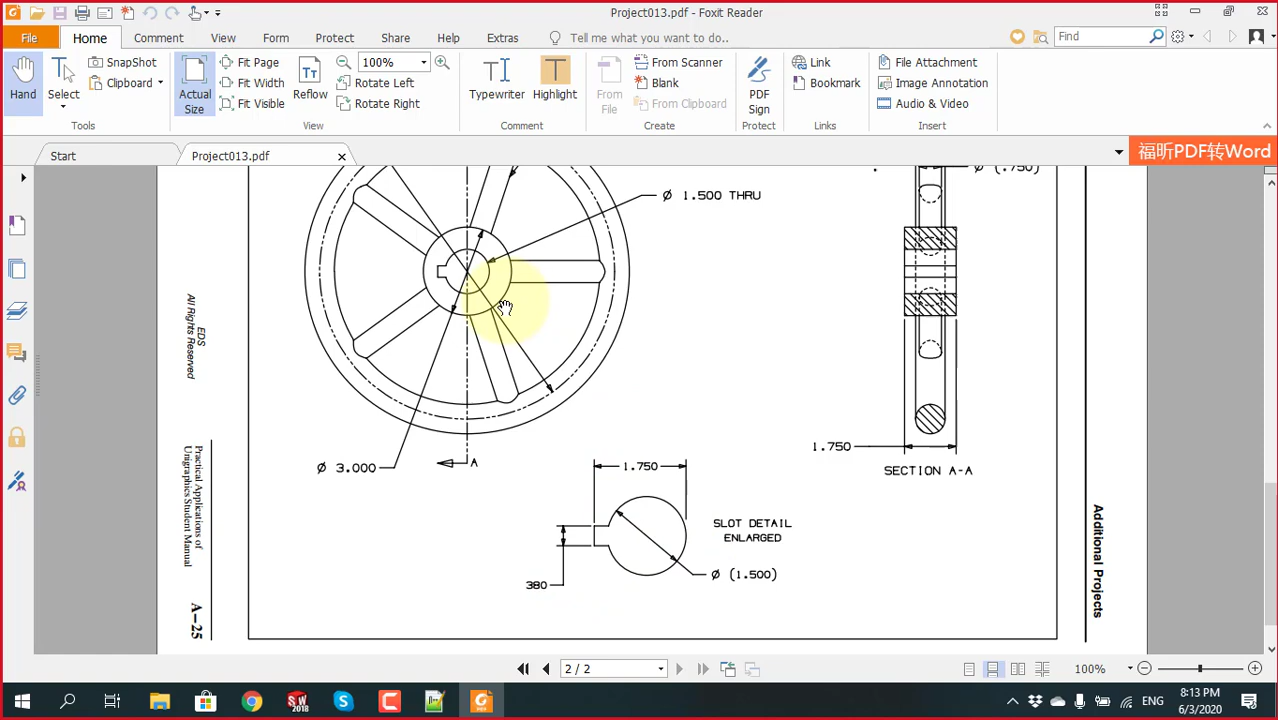 Project013.pdf - Foxit Reader
File
Home
Comment
View
Form
Protect
Share
Help
Extras
Tell me what you want to do..
Find
Hand
Select
SnapShot
Clipboard
Tools
Actual
Size
Fit Page
Fit Width
Fit Visible
Reflow
100%
Rotate Left
Rotate Right
View
Typewriter
Highlight
Comment
From
File
From Scanner
Blank
From Clipboard
Create
PDF
Sign
Protect
Link
Bookmark
Links
File Attachment
Image Annotation
Audio & Video
Insert
Start
Project013.pdf
福昕PDF转Word
Ø (.750)
Ø 1.500 THRU
EDS
All Rights Reserved
Ø 3.000
A
1.750
SECTION A-A
1.750
SLOT DETAIL
ENLARGED
Ø (1.500)
380
Practical Applications of
Unigraphics Student Manual
A–25
Additional Projects
2 / 2
100%
SW
2018
ENG
8:13 PM
6/3/2020